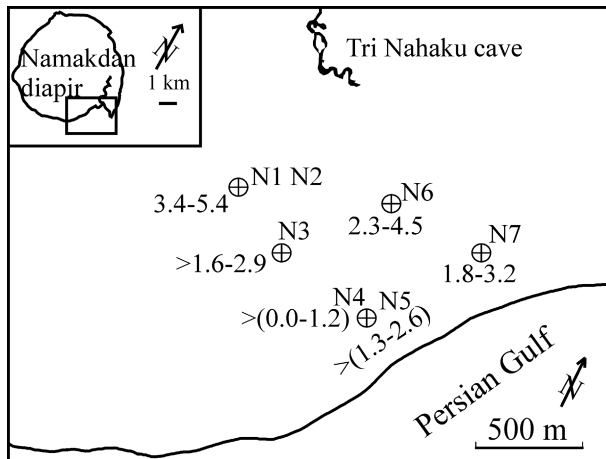 Namakdan
diapir
N
1 km
Tri Nahaku cave
N1 N2
3.4-5.4
N6
2.3-4.5
N3
>1.6-2.9
N7
1.8-3.2
N4 N5
>(0.0-1.2)
>(1.3-2.6)
Persian Gulf
N
500 m